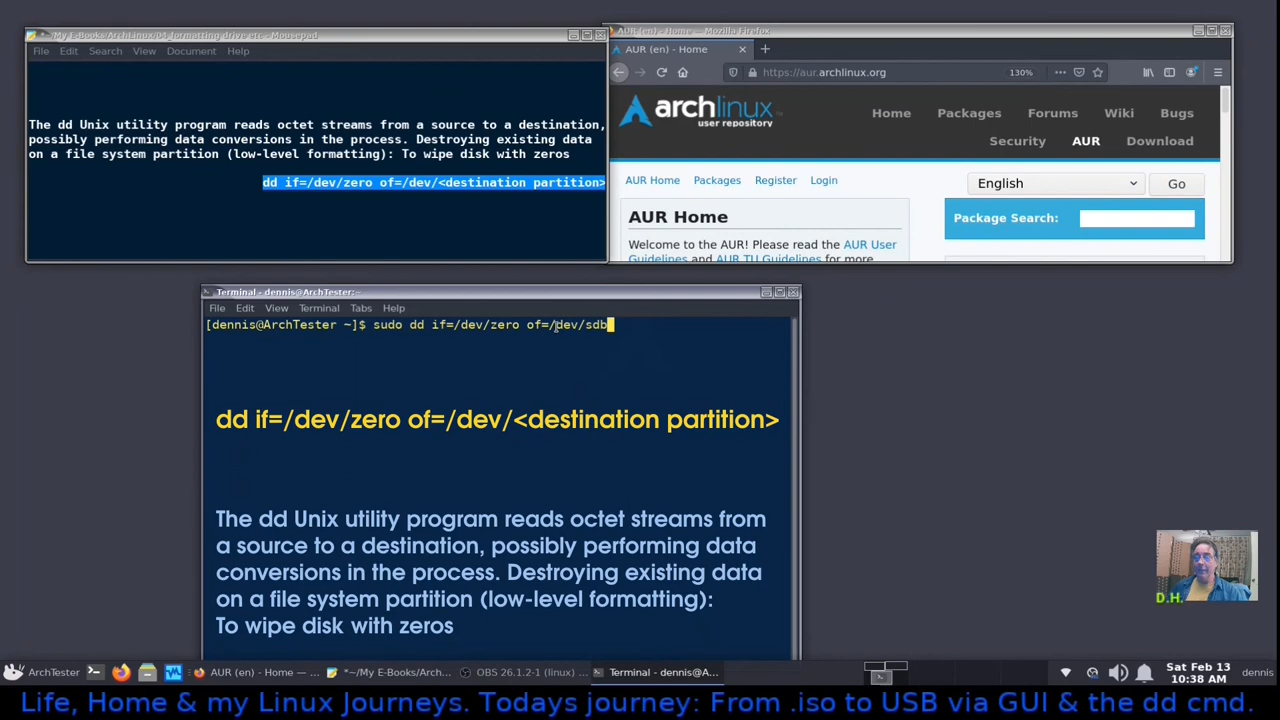 *~/My E-Books/ArchLinux/04_formatting drive etc - Mousepad
File Edit Search View Document Help
The dd Unix utility program reads octet streams from a source to a destination,
possibly performing data conversions in the process. Destroying existing data
on a file system partition (low-level formatting): To wipe disk with zeros
dd if=/dev/zero of=/dev/<destination partition>
AUR (en) - Home — Mozilla Firefox
AUR (en) - Home
https://aur.archlinux.org 130%
archlinux
user repository
Home Packages Forums Wiki Bugs
Security AUR Download
AUR Home Packages Register Login
English Go
AUR Home
Package Search:
Welcome to the AUR! Please read the AUR User
Guidelines and AUR TU Guidelines for more
Terminal - dennis@ArchTester:~
File Edit View Terminal Tabs Help
[dennis@ArchTester ~]$ sudo dd if=/dev/zero of=/dev/sdb
dd if=/dev/zero of=/dev/<destination partition>
The dd Unix utility program reads octet streams from
a source to a destination, possibly performing data
conversions in the process. Destroying existing data
on a file system partition (low-level formatting):
To wipe disk with zeros
D.H.
ArchTester AUR (en) - Home — ... *~/My E-Books/Arch... OBS 26.1.2-1 (linux) ... Terminal - dennis@A... Sat Feb 13 dennis
10:38 AM
Life, Home & my Linux Journeys. Todays journey: From .iso to USB via GUI & the dd cmd.